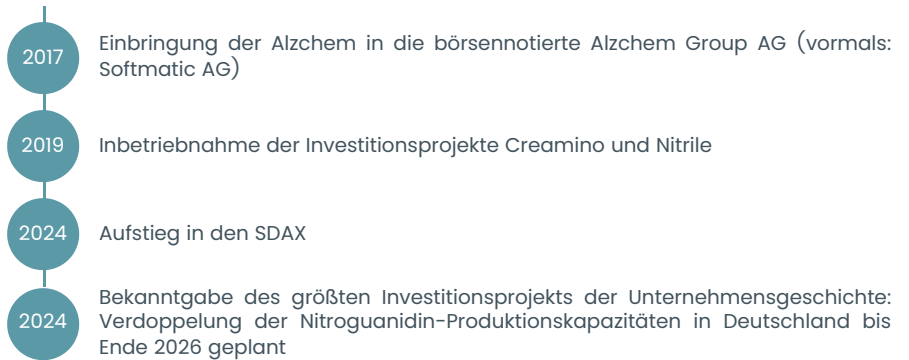 2017
Einbringung der Alzchem in die börsennotierte Alzchem Group AG (vormals:
Softmatic AG)
2019
Inbetriebnahme der Investitionsprojekte Creamino und Nitrile
2024
Aufstieg in den SDAX
2024
Bekanntgabe des größten Investitionsprojekts der Unternehmensgeschichte:
Verdoppelung der Nitroguanidin-Produktionskapazitäten in Deutschland bis
Ende 2026 geplant